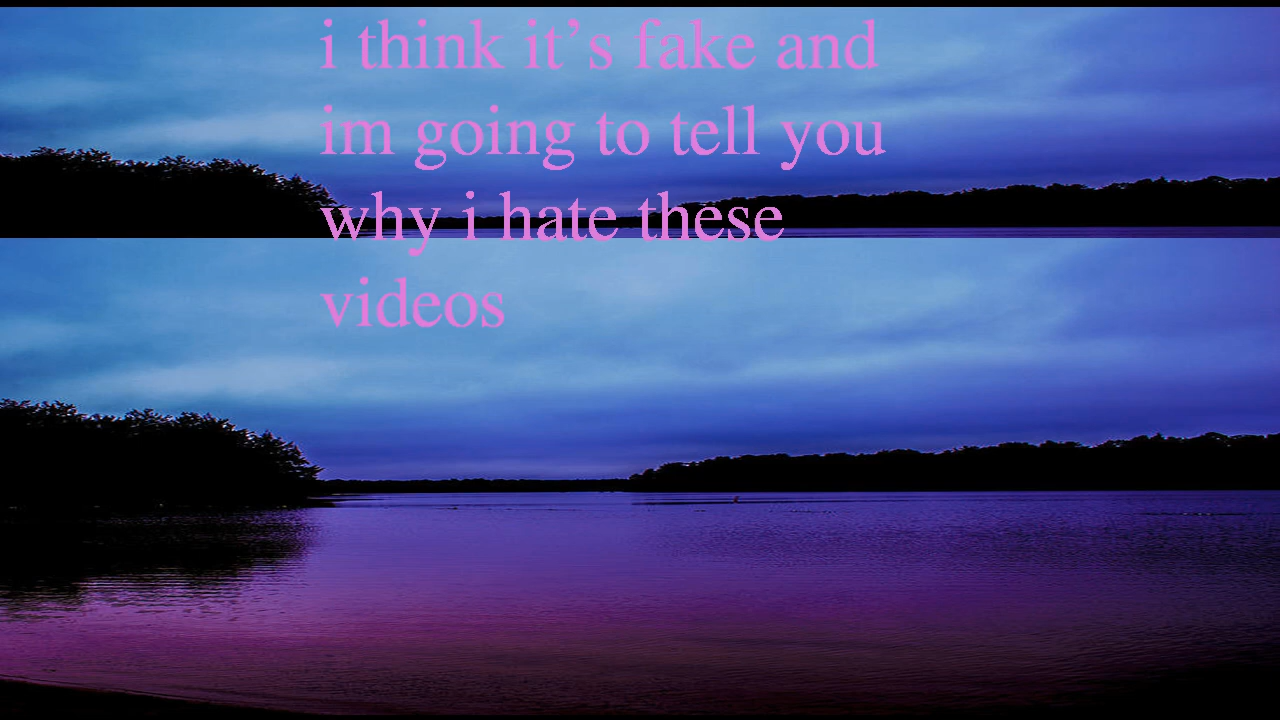 i think it’s fake and
im going to tell you
why i hate these
videos